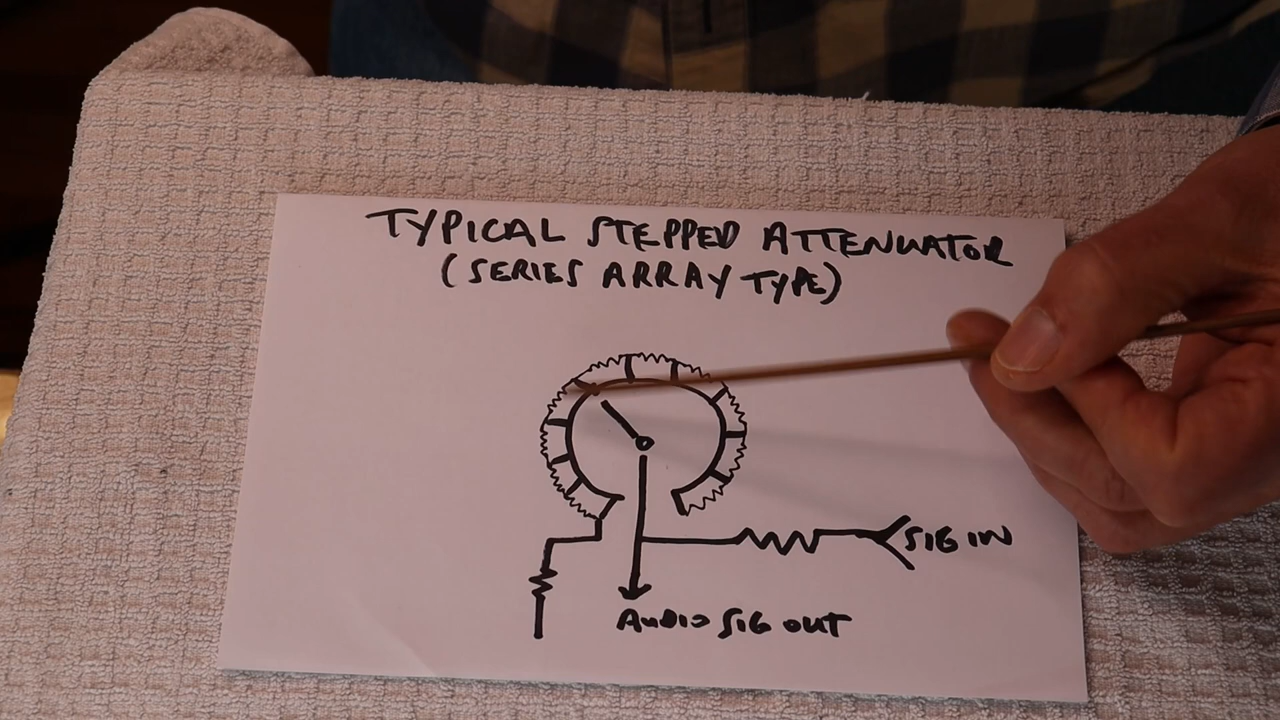 TYPICAL STEPPED ATTENUATOR
(SERIES ARRAY TYPE)
SIG IN
AUDIO SIG OUT